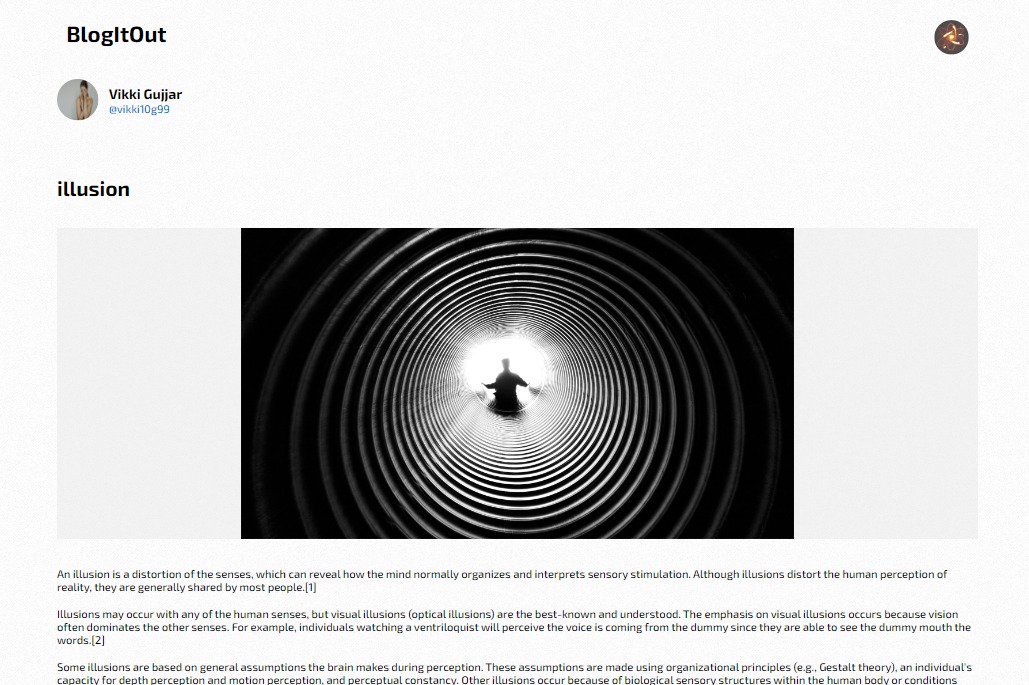 BlogItOut
Vikki Gujjar
@vikki10g99
illusion
An illusion is a distortion of the senses, which can reveal how the mind normally organizes and interprets sensory stimulation. Although illusions distort the human perception of
reality, they are generally shared by most people.[1]
Illusions may occur with any of the human senses, but visual illusions (optical illusions) are the best-known and understood. The emphasis on visual illusions occurs because vision
often dominates the other senses. For example, individuals watching a ventriloquist will perceive the voice is coming from the dummy since they are able to see the dummy mouth the
words.[2]
Some illusions are based on general assumptions the brain makes during perception. These assumptions are made using organizational principles (e.g., Gestalt theory), an individual's
capacity for depth perception and motion perception, and perceptual constancy. Other illusions occur because of biological sensory structures within the human body or conditions